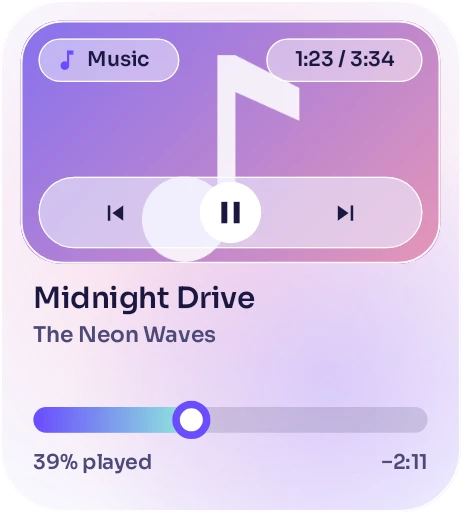 Music
1:23 / 3:34
Midnight Drive
The Neon Waves
39% played
−2:11